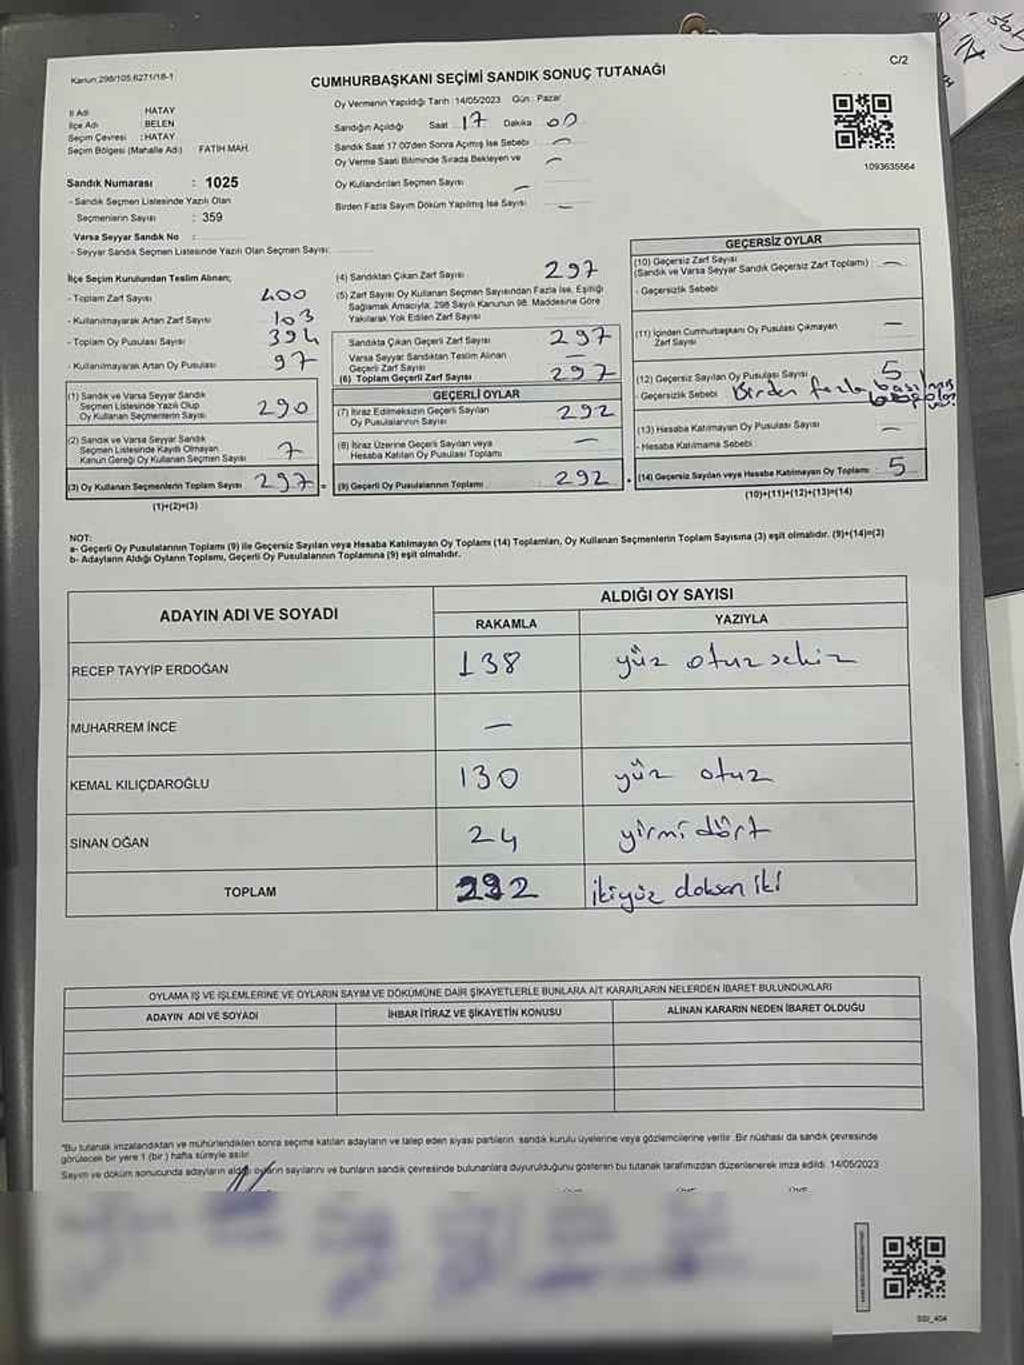 C/2
Kanun:298/105,6271/18-1
CUMHURBAŞKANI SEÇİMİ SANDIK SONUÇ TUTANAĞI
İl Adı : HATAY
İlçe Adı : BELEN
Seçim Çevresi : HATAY
Seçim Bölgesi (Mahalle Adı) : FATİH MAH.
Sandık Numarası : 1025
- Sandık Seçmen Listesinde Yazılı Olan
Seçmenlerin Sayısı : 359
Varsa Seyyar Sandık No :
- Seyyar Sandık Seçmen Listesinde Yazılı Olan Seçmen Sayısı:
Oy Vermenin Yapıldığı Tarih :14/05/2023 Gün : Pazar
Sandığın Açıldığı Saat 17 Dakika 00
Sandık Saat 17:00'den Sonra Açılmış İse Sebebi —
Oy Verme Saati Bitiminde Sırada Bekleyen ve —
Oy Kullandırılan Seçmen Sayısı —
Birden Fazla Sayım Döküm Yapılmış İse Sayısı —
1093635564
İlçe Seçim Kurulundan Teslim Alınan;
- Toplam Zarf Sayısı 400
- Kullanılmayarak Artan Zarf Sayısı 103
- Toplam Oy Pusulası Sayısı 394
- Kullanılmayarak Artan Oy Pusulası 97
(1) Sandık ve Varsa Seyyar Sandık
Seçmen Listesinde Yazılı Olup
Oy Kullanan Seçmenlerin Sayısı 290
(2) Sandık ve Varsa Seyyar Sandık
Seçmen Listesinde Kayıtlı Olmayan
Kanun Gereği Oy Kullanan Seçmen Sayısı 7
(3) Oy Kullanan Seçmenlerin Toplam Sayısı 297 =
(1)+(2)=(3)
(4) Sandıktan Çıkan Zarf Sayısı 297
(5) Zarf Sayısı Oy Kullanan Seçmen Sayısından Fazla İse, Eşitliği
Sağlamak Amacıyla; 298 Sayılı Kanunun 98. Maddesine Göre
Yakılarak Yok Edilen Zarf Sayısı
Sandıkta Çıkan Geçerli Zarf Sayısı 297
Varsa Seyyar Sandıktan Teslim Alınan
Geçerli Zarf Sayısı —
(6) Toplam Geçerli Zarf Sayısı 297
GEÇERLİ OYLAR
(7) İtiraz Edilmeksizin Geçerli Sayılan
Oy Pusulalarının Sayısı 292
(8) İtiraz Üzerine Geçerli Sayılan veya
Hesaba Katılan Oy Pusulası Toplamı —
(9) Geçerli Oy Pusulalarının Toplamı 292
GEÇERSİZ OYLAR
(10) Geçersiz Zarf Sayısı
(Sandık ve Varsa Seyyar Sandık Geçersiz Zarf Toplamı) —
- Geçersizlik Sebebi
(11) İçinden Cumhurbaşkanı Oy Pusulası Çıkmayan
Zarf Sayısı —
(12) Geçersiz Sayılan Oy Pusulası Sayısı 5
- Geçersizlik Sebebi Birden fazla basılmış
(13) Hesaba Katılmayan Oy Pusulası Sayısı —
- Hesaba Katılmama Sebebi
(14) Geçersiz Sayılan veya Hesaba Katılmayan Oy Toplamı 5
(10)+(11)+(12)+(13)=(14)
NOT:
a- Geçerli Oy Pusulalarının Toplamı (9) ile Geçersiz Sayılan veya Hesaba Katılmayan Oy Toplamı (14) Toplamları, Oy Kullanan Seçmenlerin Toplam Sayısına (3) eşit olmalıdır. (9)+(14)=(3)
b- Adayların Aldığı Oyların Toplamı, Geçerli Oy Pusulalarının Toplamına (9) eşit olmalıdır.
ADAYIN ADI VE SOYADI ALDIĞI OY SAYISI
RAKAMLA YAZIYLA
RECEP TAYYİP ERDOĞAN 138 yüz otuz sekiz
MUHARREM İNCE —
KEMAL KILIÇDAROĞLU 130 yüz otuz
SİNAN OĞAN 24 yirmi dört
TOPLAM 292 ikiyüz doksan iki
OYLAMA İŞ VE İŞLEMLERİNE VE OYLARIN SAYIM VE DÖKÜMÜNE DAİR ŞİKAYETLERLE BUNLARA AİT KARARLARIN NELERDEN İBARET BULUNDUKLARI
ADAYIN ADI VE SOYADI İHBAR İTİRAZ VE ŞİKAYETİN KONUSU ALINAN KARARIN NEDEN İBARET OLDUĞU
*Bu tutanak imzalandıktan ve mühürlendikten sonra seçime katılan adayların ve talep eden siyasi partilerin sandık kurulu üyelerine veya gözlemcilerine verilir. Bir nüshası da sandık çevresinde
görülecek bir yere 1 (bir) hafta süreyle asılır.
Sayım ve döküm sonucunda adayların aldığı oyların sayılarını ve bunların sandık çevresinde bulunanlara duyurulduğunu gösteren bu tutanak tarafımızdan düzenlenerek imza edildi. 14/05/2023
SSI_404